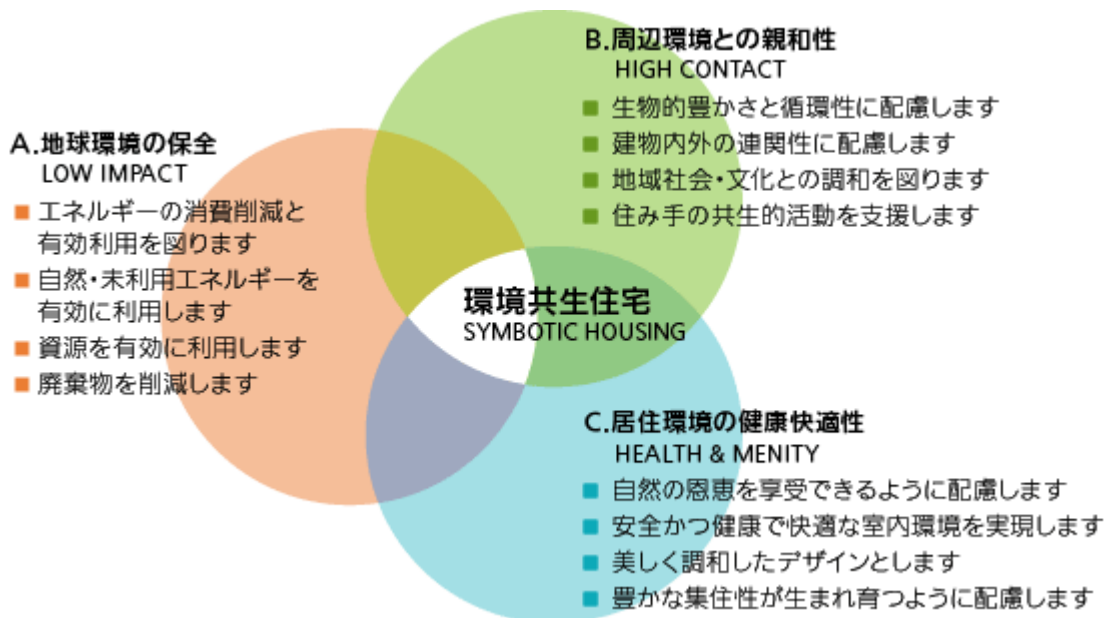 A.地球環境の保全
LOW IMPACT
■ エネルギーの消費削減と
有効利用を図ります
■ 自然・未利用エネルギーを
有効に利用します
■ 資源を有効に利用します
■ 廃棄物を削減します
B.周辺環境との親和性
HIGH CONTACT
■ 生物的豊かさと循環性に配慮します
■ 建物内外の連関性に配慮します
■ 地域社会・文化との調和を図ります
■ 住み手の共生的活動を支援します
環境共生住宅
SYMBOTIC HOUSING
C.居住環境の健康快適性
HEALTH & MENITY
■ 自然の恩恵を享受できるように配慮します
■ 安全かつ健康で快適な室内環境を実現します
■ 美しく調和したデザインとします
■ 豊かな集住性が生まれ育つように配慮します